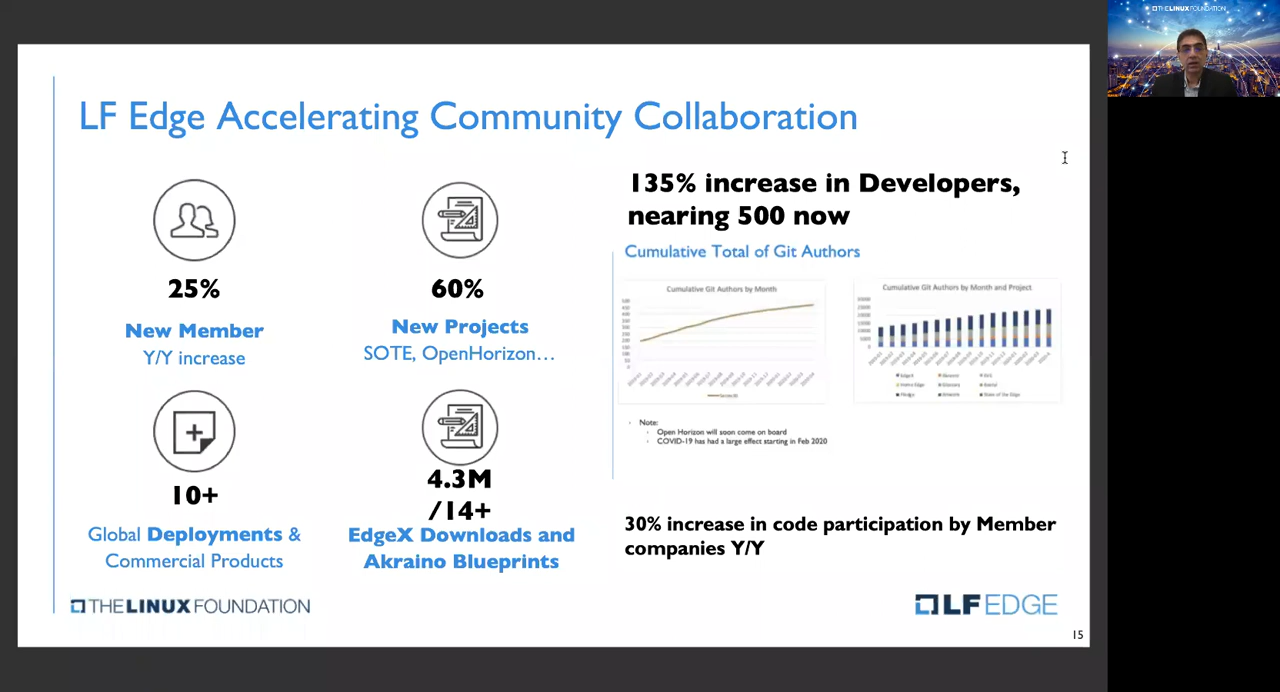 THE LINUX FOUNDATION
LF Edge Accelerating Community Collaboration
25%
New Member
Y/Y increase
60%
New Projects
SOTE, OpenHorizon…
10+
Global Deployments &
Commercial Products
4.3M
/14+
EdgeX Downloads and
Akraino Blueprints
135% increase in Developers,
nearing 500 now
Cumulative Total of Git Authors
Cumulative Git Authors by Month
Cumulative Git Authors by Month and Project
Note:
Open Horizon will soon come on board
COVID-19 has had a large effect starting in Feb 2020
30% increase in code participation by Member
companies Y/Y
THE LINUX FOUNDATION
LF EDGE
15